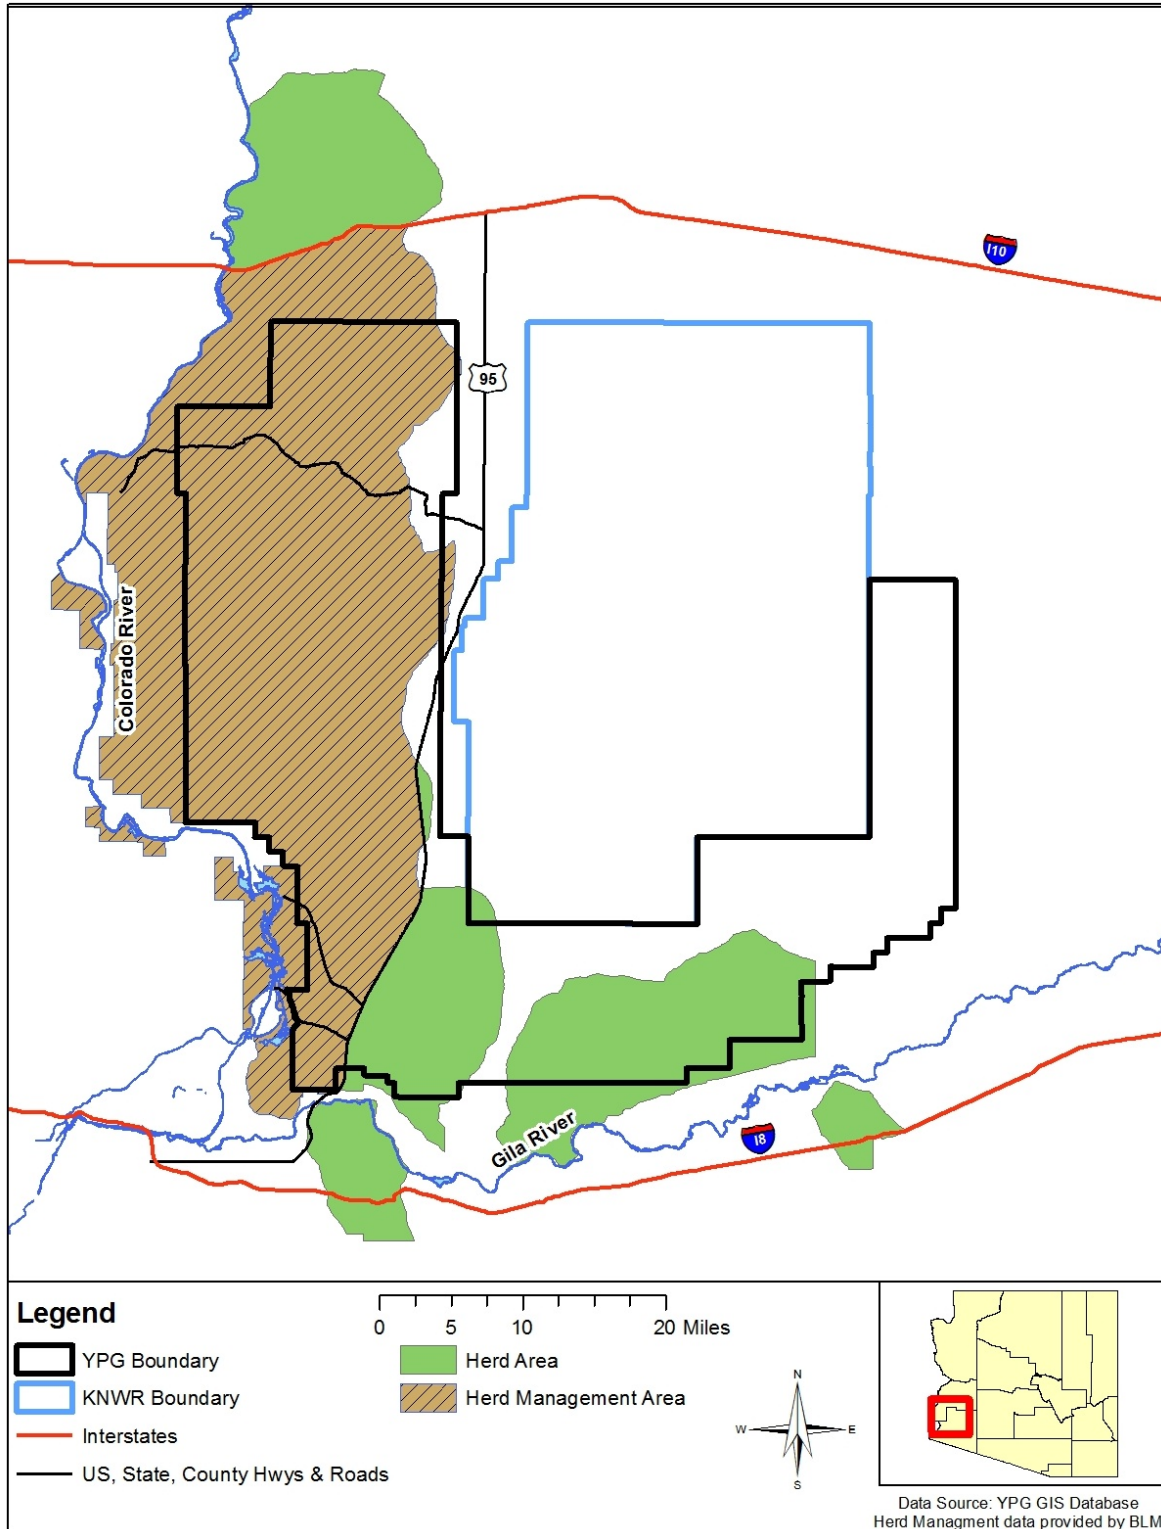 I10
95
Colorado River
Gila River
I8
Legend
YPG Boundary
KNWR Boundary
Interstates
US, State, County Hwys & Roads
0 5 10 20 Miles
Herd Area
Herd Management Area
N
W E
S
Data Source: YPG GIS Database
Herd Managment data provided by BLM